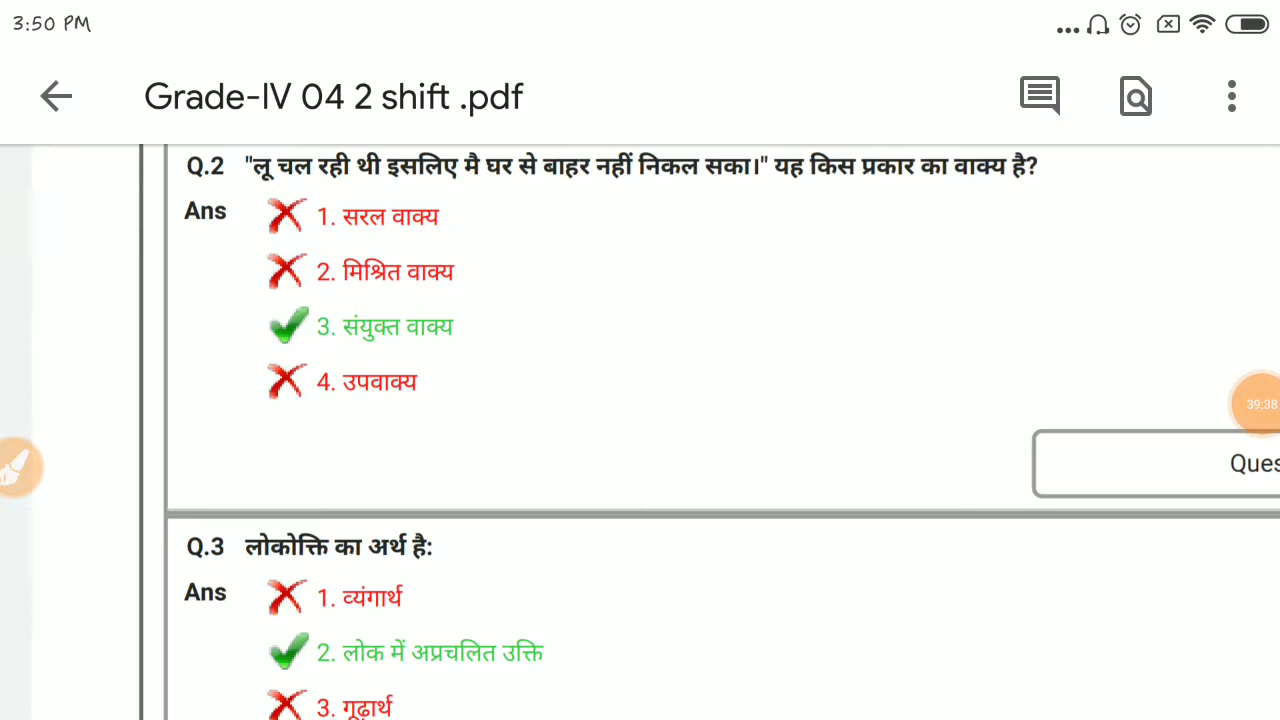 3:50 PM
Grade-IV 04 2 shift .pdf
Q.2 "लू चल रही थी इसलिए मै घर से बाहर नहीं निकल सका।" यह किस प्रकार का वाक्य है?
Ans 1. सरल वाक्य
2. मिश्रित वाक्य
3. संयुक्त वाक्य
4. उपवाक्य
39:38
Ques
Q.3 लोकोक्ति का अर्थ है:
Ans 1. व्यंगार्थ
2. लोक में अप्रचलित उक्ति
3. गूढ़ार्थ